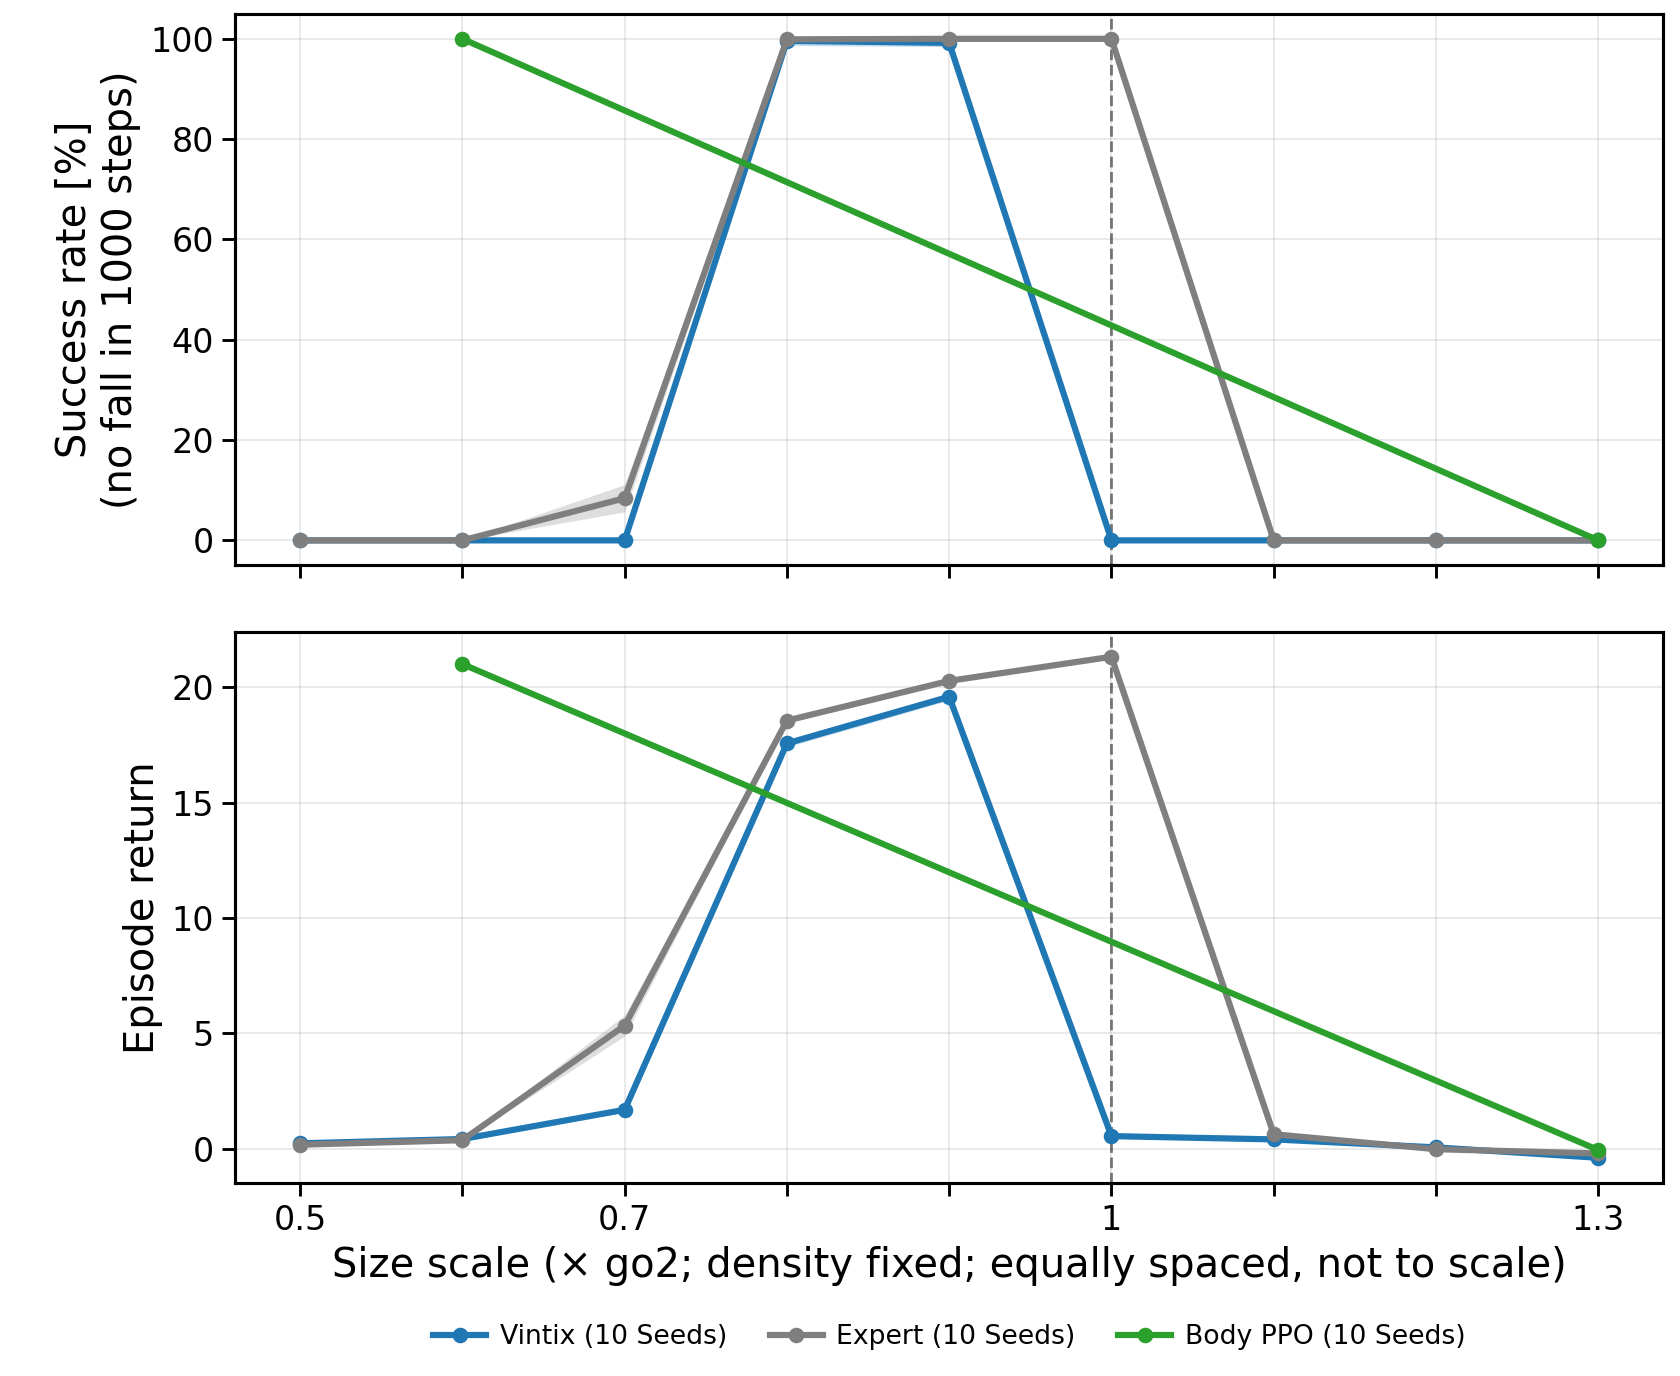 100
80
60
40
20
0
Success rate [%]
(no fall in 1000 steps)
20
15
10
5
0
Episode return
0.5 0.7 1 1.3
Size scale (× go2; density fixed; equally spaced, not to scale)
Vintix (10 Seeds) Expert (10 Seeds) Body PPO (10 Seeds)